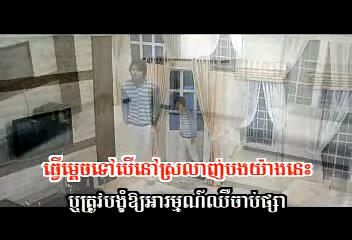 ធ្វើម្ដេចទៅបើនៅស្រលាញ់បងយ៉ាងនេះ
ឬត្រូវបង្ខំឱ្យអារម្មណ៍ឈឺចាប់ផ្សា